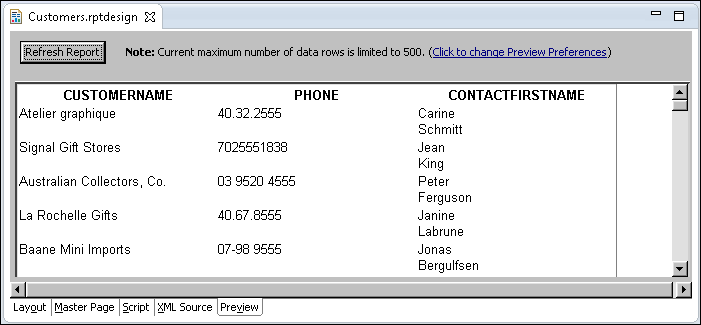 Customers.rptdesign
Refresh Report Note: Current maximum number of data rows is limited to 500. (Click to change Preview Preferences)
CUSTOMERNAME PHONE CONTACTFIRSTNAME
Atelier graphique 40.32.2555 Carine
Schmitt
Signal Gift Stores 7025551838 Jean
King
Australian Collectors, Co. 03 9520 4555 Peter
Ferguson
La Rochelle Gifts 40.67.8555 Janine
Labrune
Baane Mini Imports 07-98 9555 Jonas
Bergulfsen
Layout Master Page Script XML Source Preview